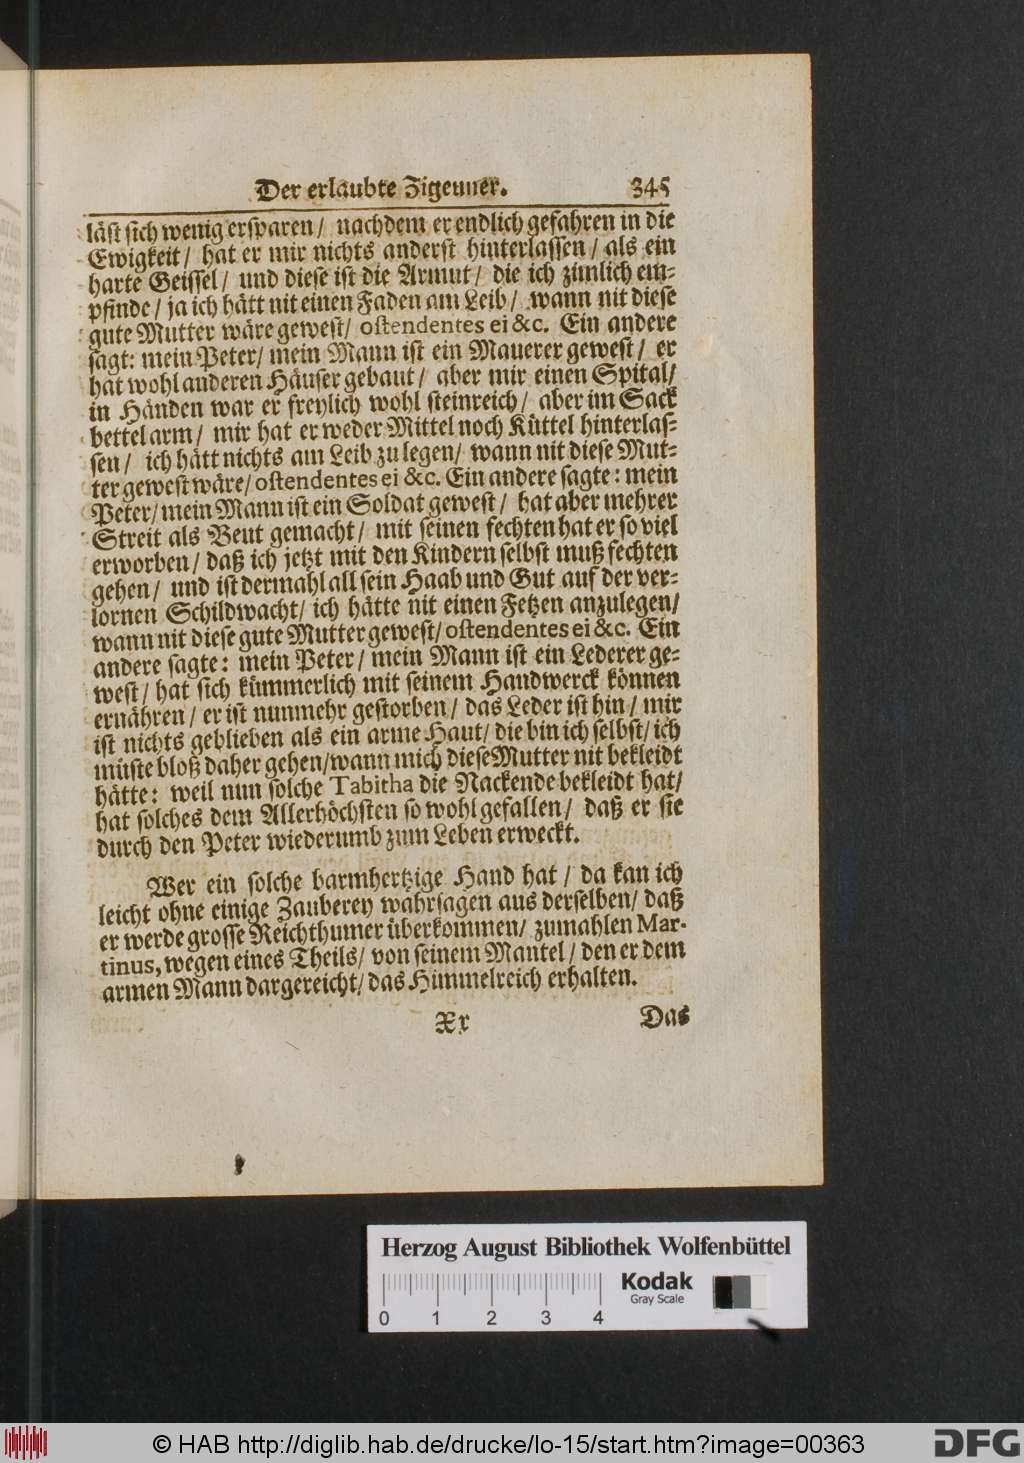 Der erlaubte Zigeuner. 345
läst sich wenig ersparen / nachdem er endlich gefahren in die
Ewigkeit / hat er mir nichts anderst hinterlassen / als ein
harte Geissel / und diese ist die Armut / die ich zimlich em-
pfinde / ja ich hätt nit einen Faden am Leib / wann nit diese
gute Mutter wäre gewest / ostendentes ei &c. Ein andere
sagt: mein Peter / mein Mann ist ein Mauerer gewest / er
hat wohl anderen Häuser gebaut / aber mir einen Spital /
in Händen war er freylich wohl steinreich / aber im Sack
bettelarm / mir hat er weder Mittel noch Küttel hinterlas-
sen / ich hätt nichts am Leib zu legen / wann nit diese Mut-
ter gewest wäre / ostendentes ei &c. Ein andere sagte: mein
Peter / mein Mann ist ein Soldat gewest / hat aber mehrer
Streit als Beut gemacht / mit seinen fechten hat er so viel
erworben / daß ich jetzt mit den Kindern selbst muß fechten
gehen / und ist dermahl all sein Haab und Gut auf der ver-
lornen Schildwacht / ich hätte nit einen Fetzen anzulegen /
wann nit diese gute Mutter gewest / ostendentes ei &c. Ein
andere sagte: mein Peter / mein Mann ist ein Lederer ge-
west / hat sich kümmerlich mit seinem Handwerck können
ernähren / er ist nunmehr gestorben / das Leder ist hin / mir
ist nichts geblieben als ein arme Haut / die bin ich selbst / ich
müste bloß daher gehen / wann mich diese Mutter nit bekleidt
hätte: weil nun solche Tabitha die Nackende bekleidt hat /
hat solches dem Allerhöchsten so wohl gefallen / daß er sie
durch den Peter wiederumb zum Leben erweckt.
Wer ein solche barmhertzige Hand hat / da kan ich
leicht ohne einige Zauberey wahrsagen aus derselben / daß
er werde grosse Reichthumer überkommen / zumahlen Mar-
tinus, wegen eines Theils / von seinem Mantel / den er dem
armen Mann dargereicht / das Himmelreich erhalten.
Xx Das
Herzog August Bibliothek Wolfenbüttel
Kodak
Gray Scale
0 1 2 3 4
© HAB http://diglib.hab.de/drucke/lo-15/start.htm?image=00363
DFG